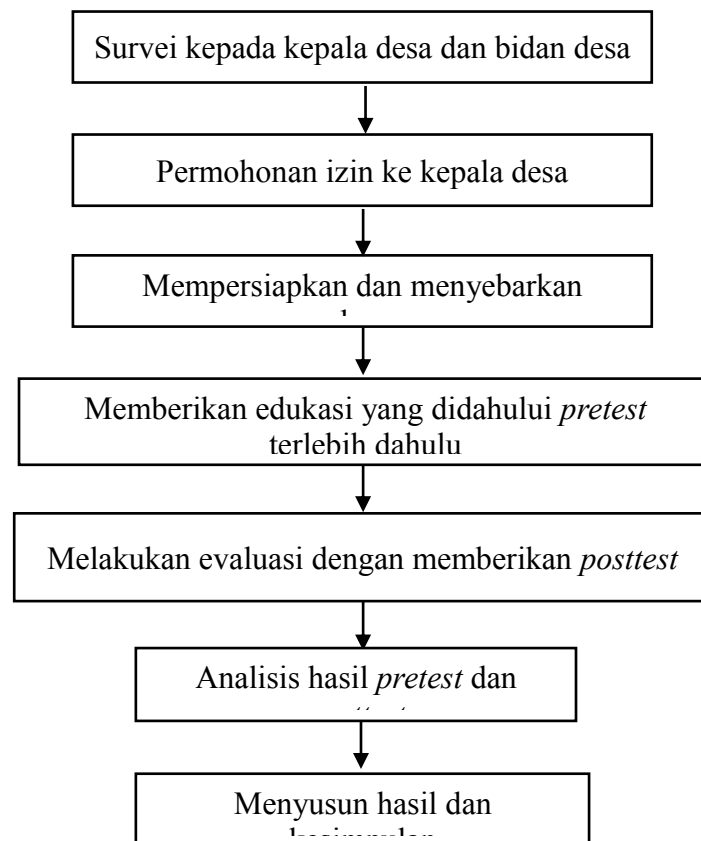 Survei kepada kepala desa dan bidan desa
Permohonan izin ke kepala desa
Mempersiapkan dan menyebarkan
Memberikan edukasi yang didahului pretest
terlebih dahulu
Melakukan evaluasi dengan memberikan posttest
Analisis hasil pretest dan
Menyusun hasil dan